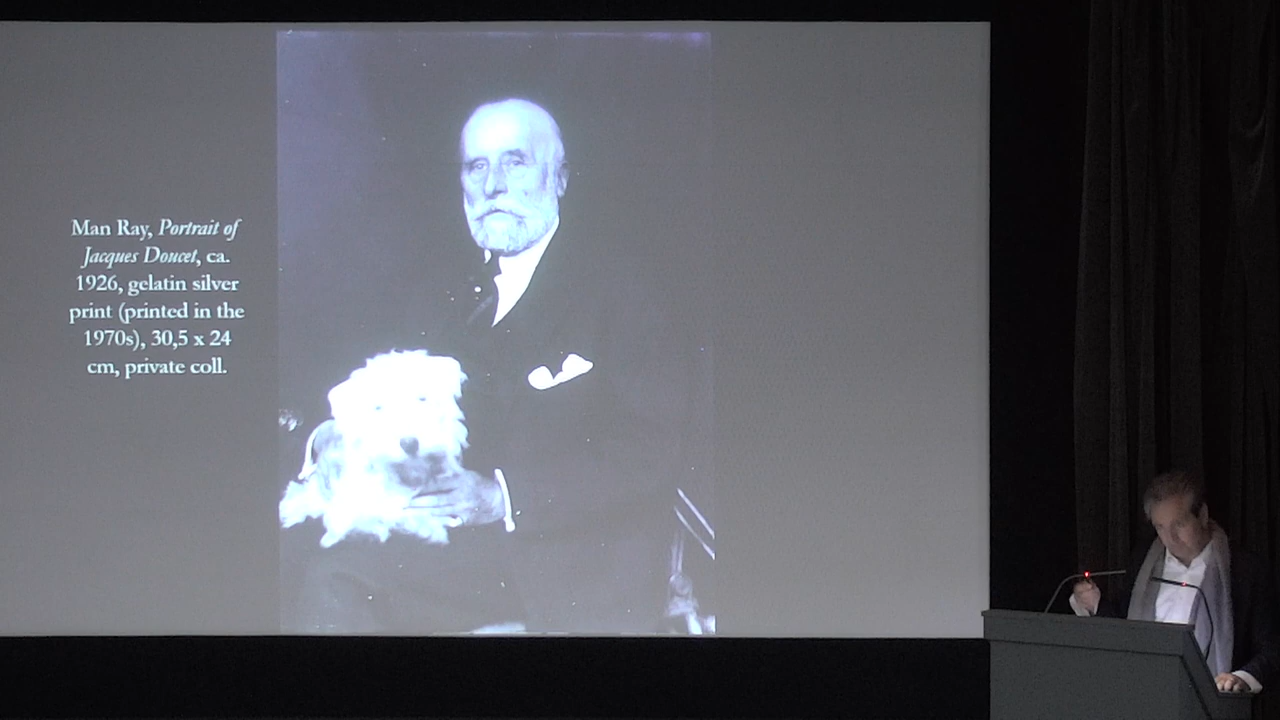 Man Ray, Portrait of
Jacques Doucet, ca.
1926, gelatin silver
print (printed in the
1970s), 30,5 x 24
cm, private coll.